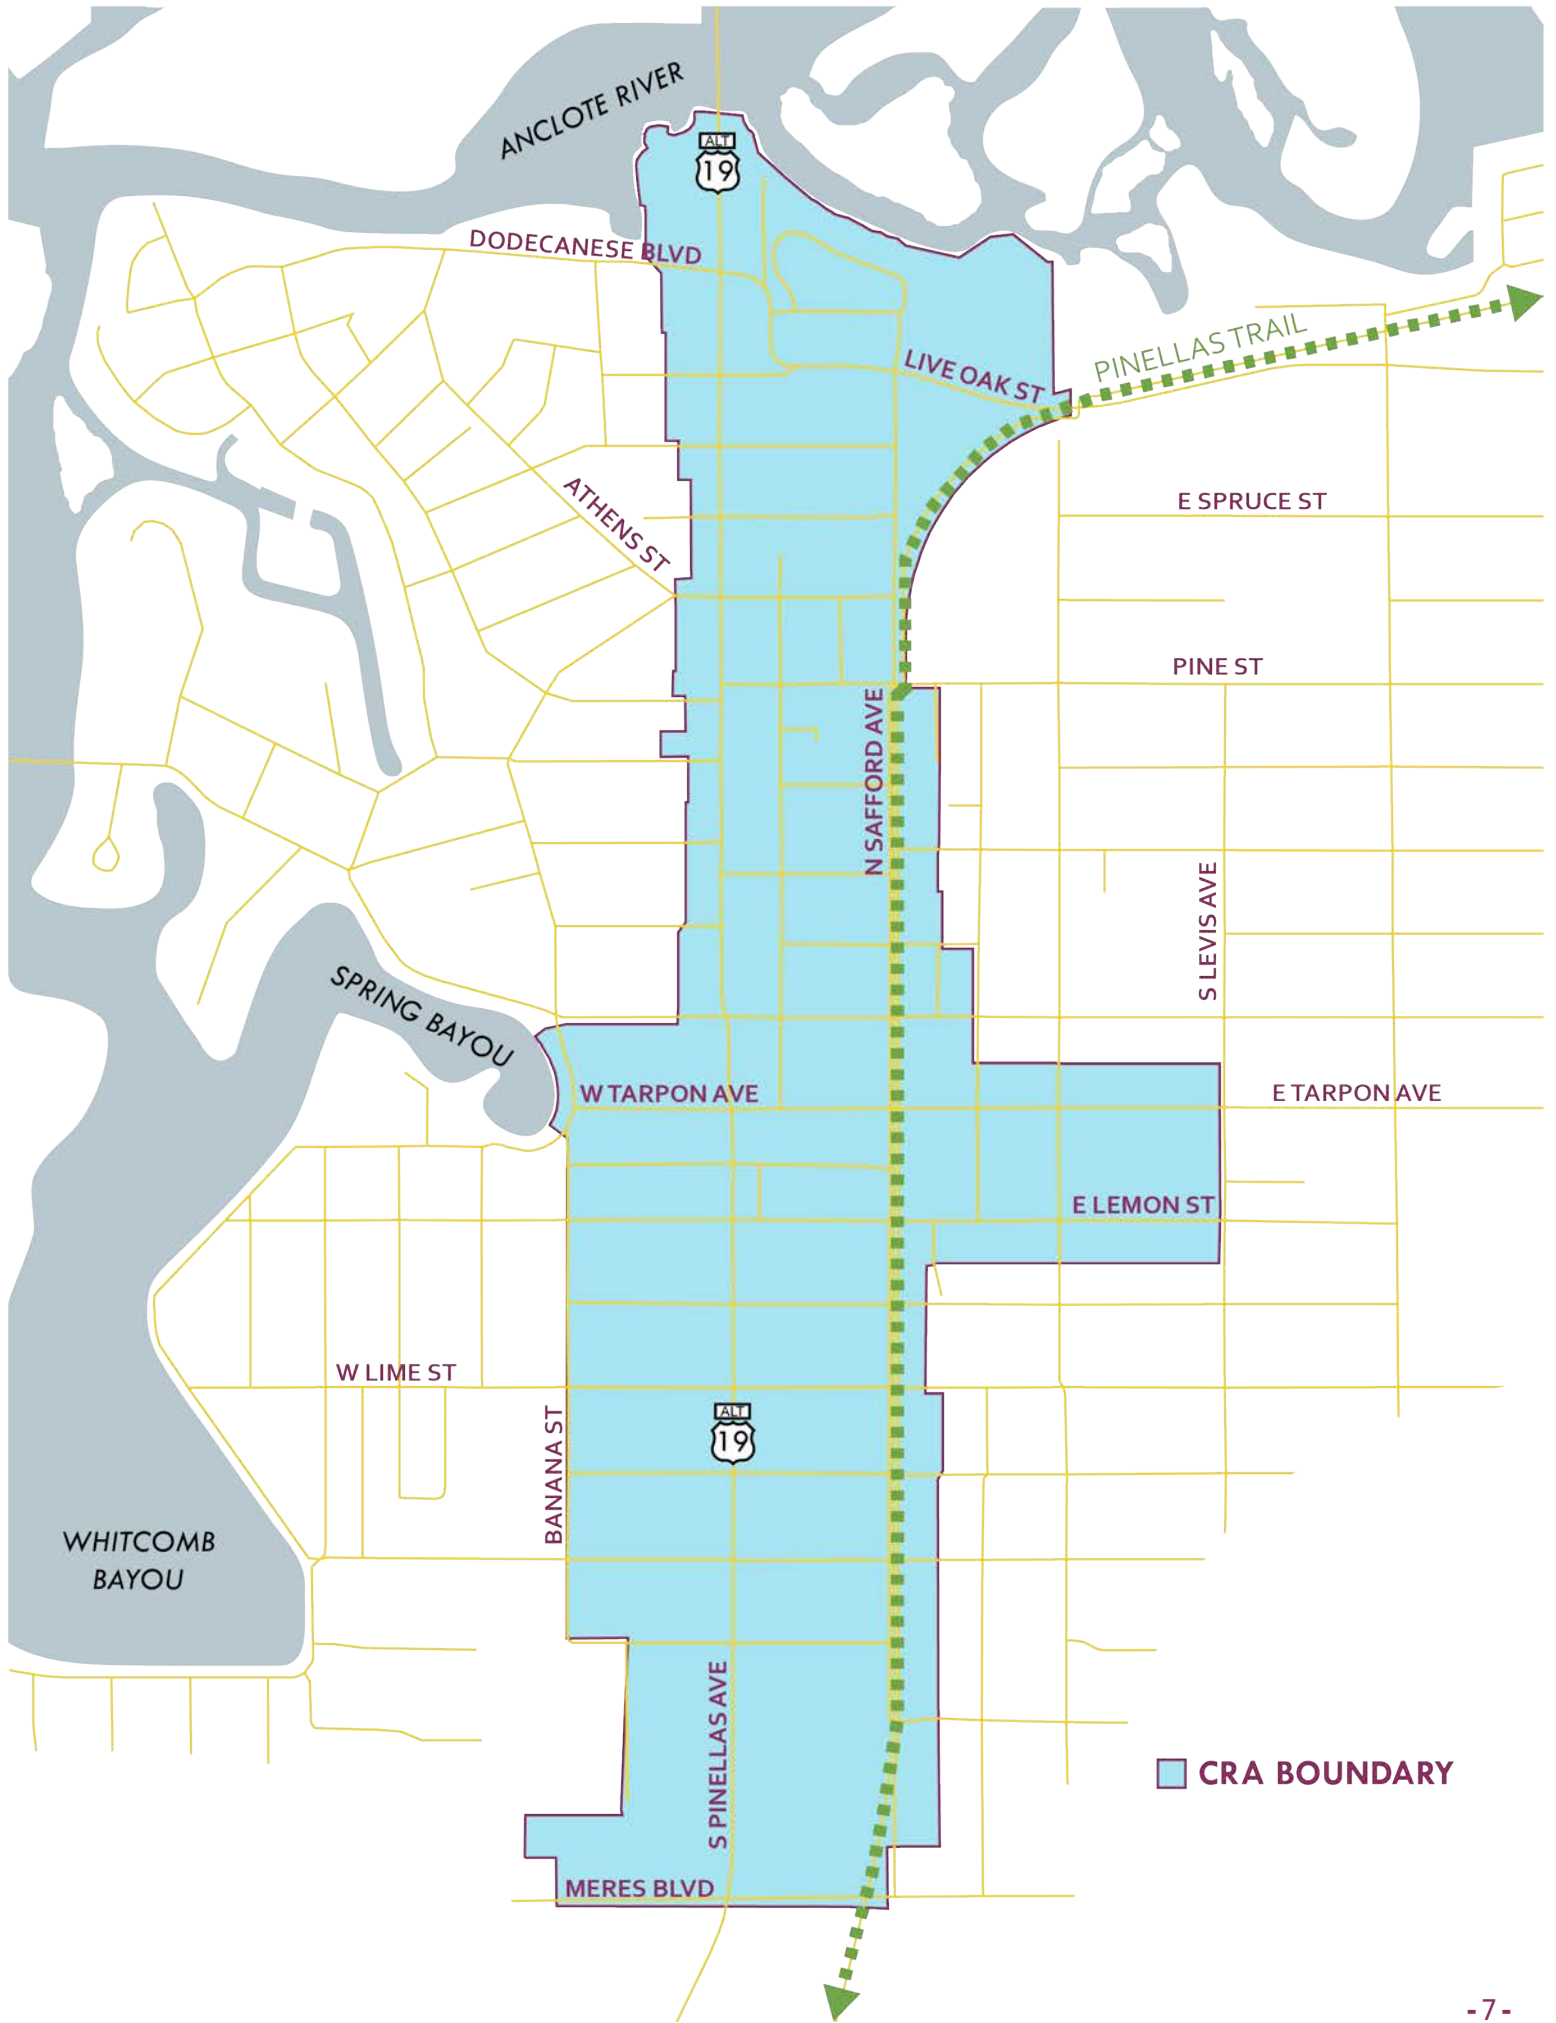 ANCLOTE RIVER
ALT
19
DODECANESE BLVD
PINELLAS TRAIL
LIVE OAK ST
ATHENS ST
E SPRUCE ST
PINE ST
N SAFFORD AVE
S LEVIS AVE
SPRING BAYOU
W TARPON AVE
E TARPON AVE
E LEMON ST
W LIME ST
BANANA ST
ALT
19
WHITCOMB
BAYOU
S PINELLAS AVE
CRA BOUNDARY
MERES BLVD
-7-